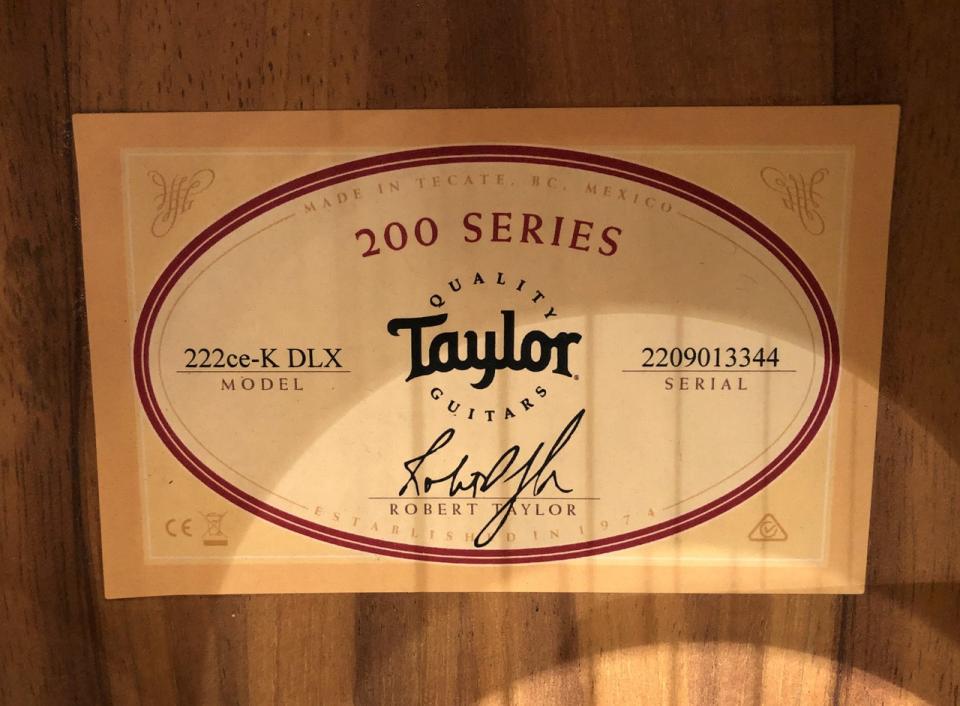 MADE IN TECATE, BC, MEXICO
200 SERIES
QUALITY
Taylor
GUITARS
222ce-K DLX
MODEL
2209013344
SERIAL
ROBERT TAYLOR
ESTABLISHED IN 1974
CE